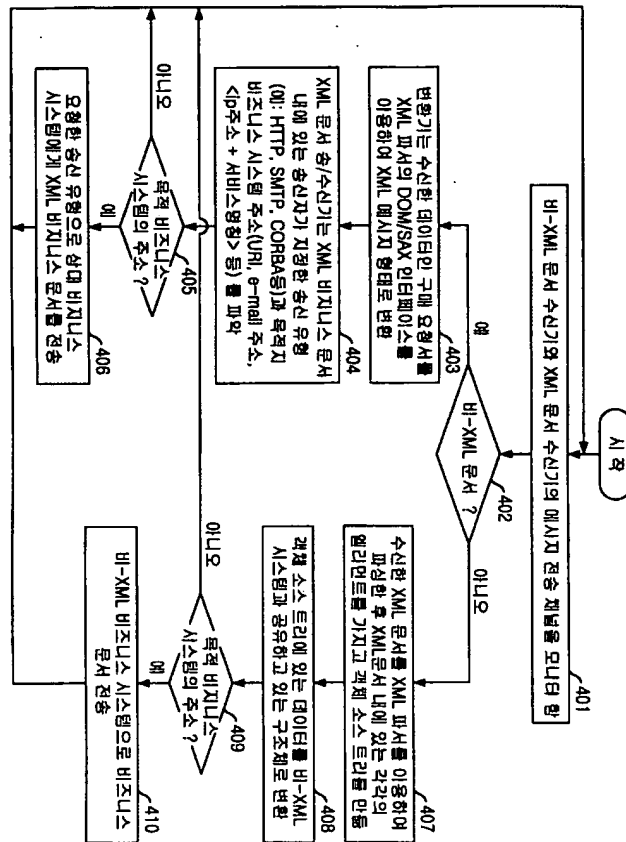 시 작
비-XML 문서 수신기와 XML 문서 수신기의 메시지 전송 채널을 모니터 함
401
비-XML 문서 ?
402
예
아니오
변환기는 수신한 데이터인 구매 요청서를
XML 파서의 DOM/SAX 인터페이스를
이용하여 XML 메시지 형태로 변환
403
XML 문서 송/수신기는 XML 비지니스 문서
내에 있는 송신자가 지정한 송신 유형
(예: HTTP, SMTP, CORBA등)과 목적지
비즈니스 시스템 주소(URI, e-mail 주소,
<ip주소 + 서비스명칭> 등)를 파악
404
목적 비즈니스
시스템의 주소 ?
405
아니오
예
요청한 송신 유형으로 상대 비지니스
시스템에게 XML 비지니스 문서를 전송
406
수신한 XML 문서를 XML 파서를 이용하여
파싱한 후 XML문서 내에 있는 각각의
엘리먼트를 가지고 객체 소스 트리를 만듦
407
객체 소스 트리에 있는 데이터를 비-XML
시스템과 공유하고 있는 구조체로 변환
408
목적 비지니스
시스템의 주소 ?
409
아니오
예
비-XML 비즈니스 시스템으로 비즈니스
문서 전송
410